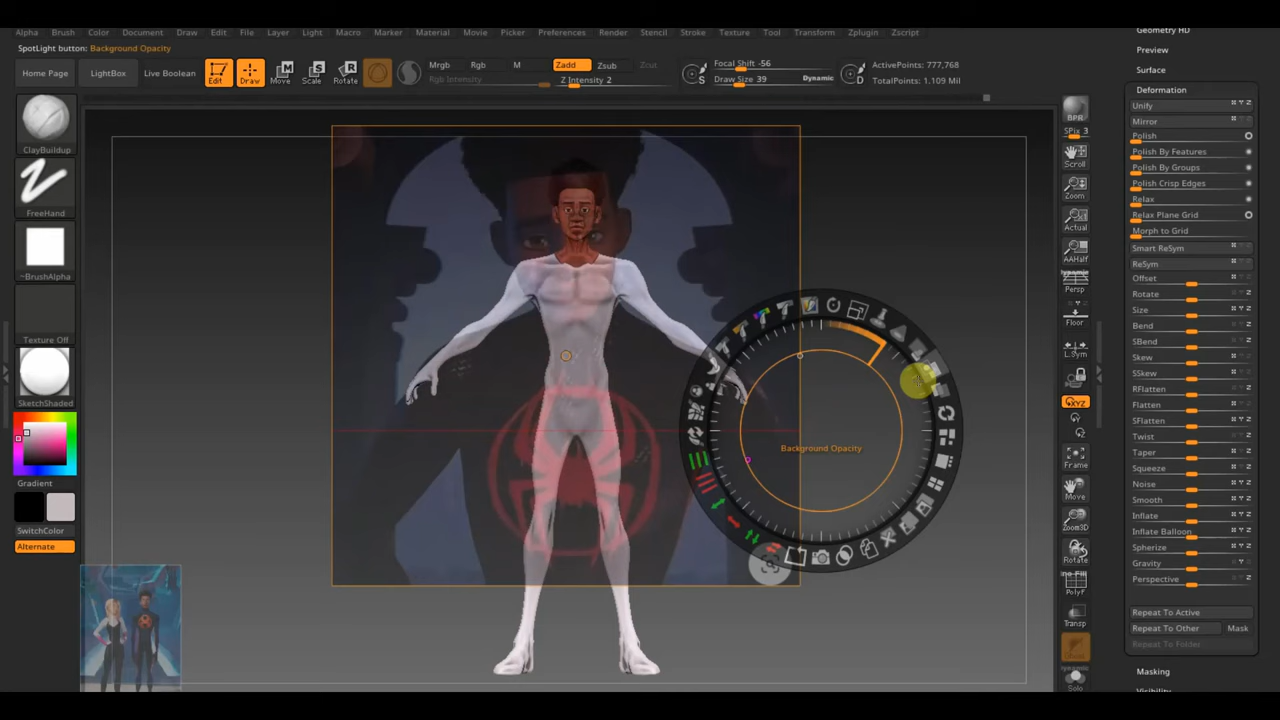 Alpha Brush Color Document Draw Edit File Layer Light Macro Marker Material Movie Picker Preferences Render Stencil Stroke Texture Tool Transform Zplugin Zscript
SpotLight button: Background Opacity
Home Page
LightBox
Live Boolean
Edit
Draw
Move
Scale
Rotate
Mrgb
Rgb
M
Rgb Intensity
Zadd
Zsub
Zcut
Z Intensity 2
Focal Shift -56
Draw Size 39
Dynamic
ActivePoints: 777,768
TotalPoints: 1.109 Mil
ClayBuildup
FreeHand
~BrushAlpha
Texture Off
SketchShaded
Gradient
SwitchColor
Alternate
Background Opacity
S
D
BPR
SPix 3
Scroll
Zoom
Actual
AAHalf
Dynamic
Persp
Floor
L.Sym
XYZ
Frame
Move
Zoom3D
Rotate
PolyF
Transp
Dynamic
Solo
Geometry HD
Preview
Surface
Deformation
Unify
Mirror
Polish
Polish By Features
Polish By Groups
Polish Crisp Edges
Relax
Relax Plane Grid
Morph to Grid
Smart ReSym
ReSym
Offset
Rotate
Size
Bend
SBend
Skew
SSkew
RFlatten
Flatten
SFlatten
Twist
Taper
Squeeze
Noise
Smooth
Inflate
Inflate Balloon
Spherize
Gravity
Perspective
Repeat To Active
Repeat To Other
Mask
Repeat To Folder
Masking